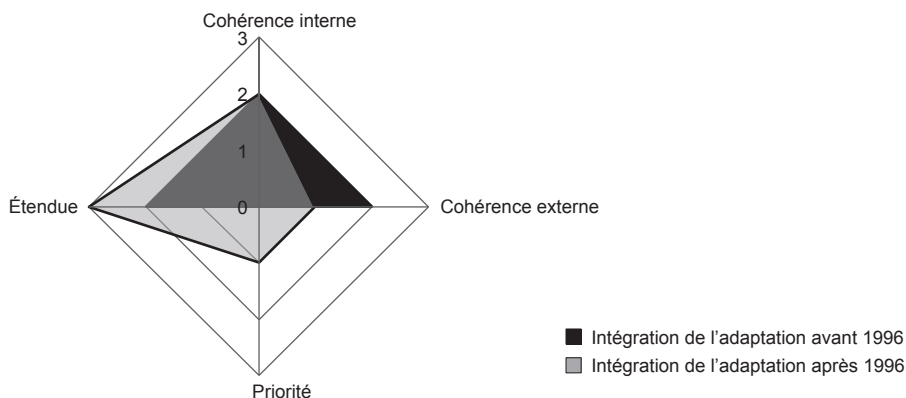 Cohérence interne
3
2
1
Étendue
0
Cohérence externe
Intégration de l'adaptation avant 1996
Intégration de l'adaptation après 1996
Priorité